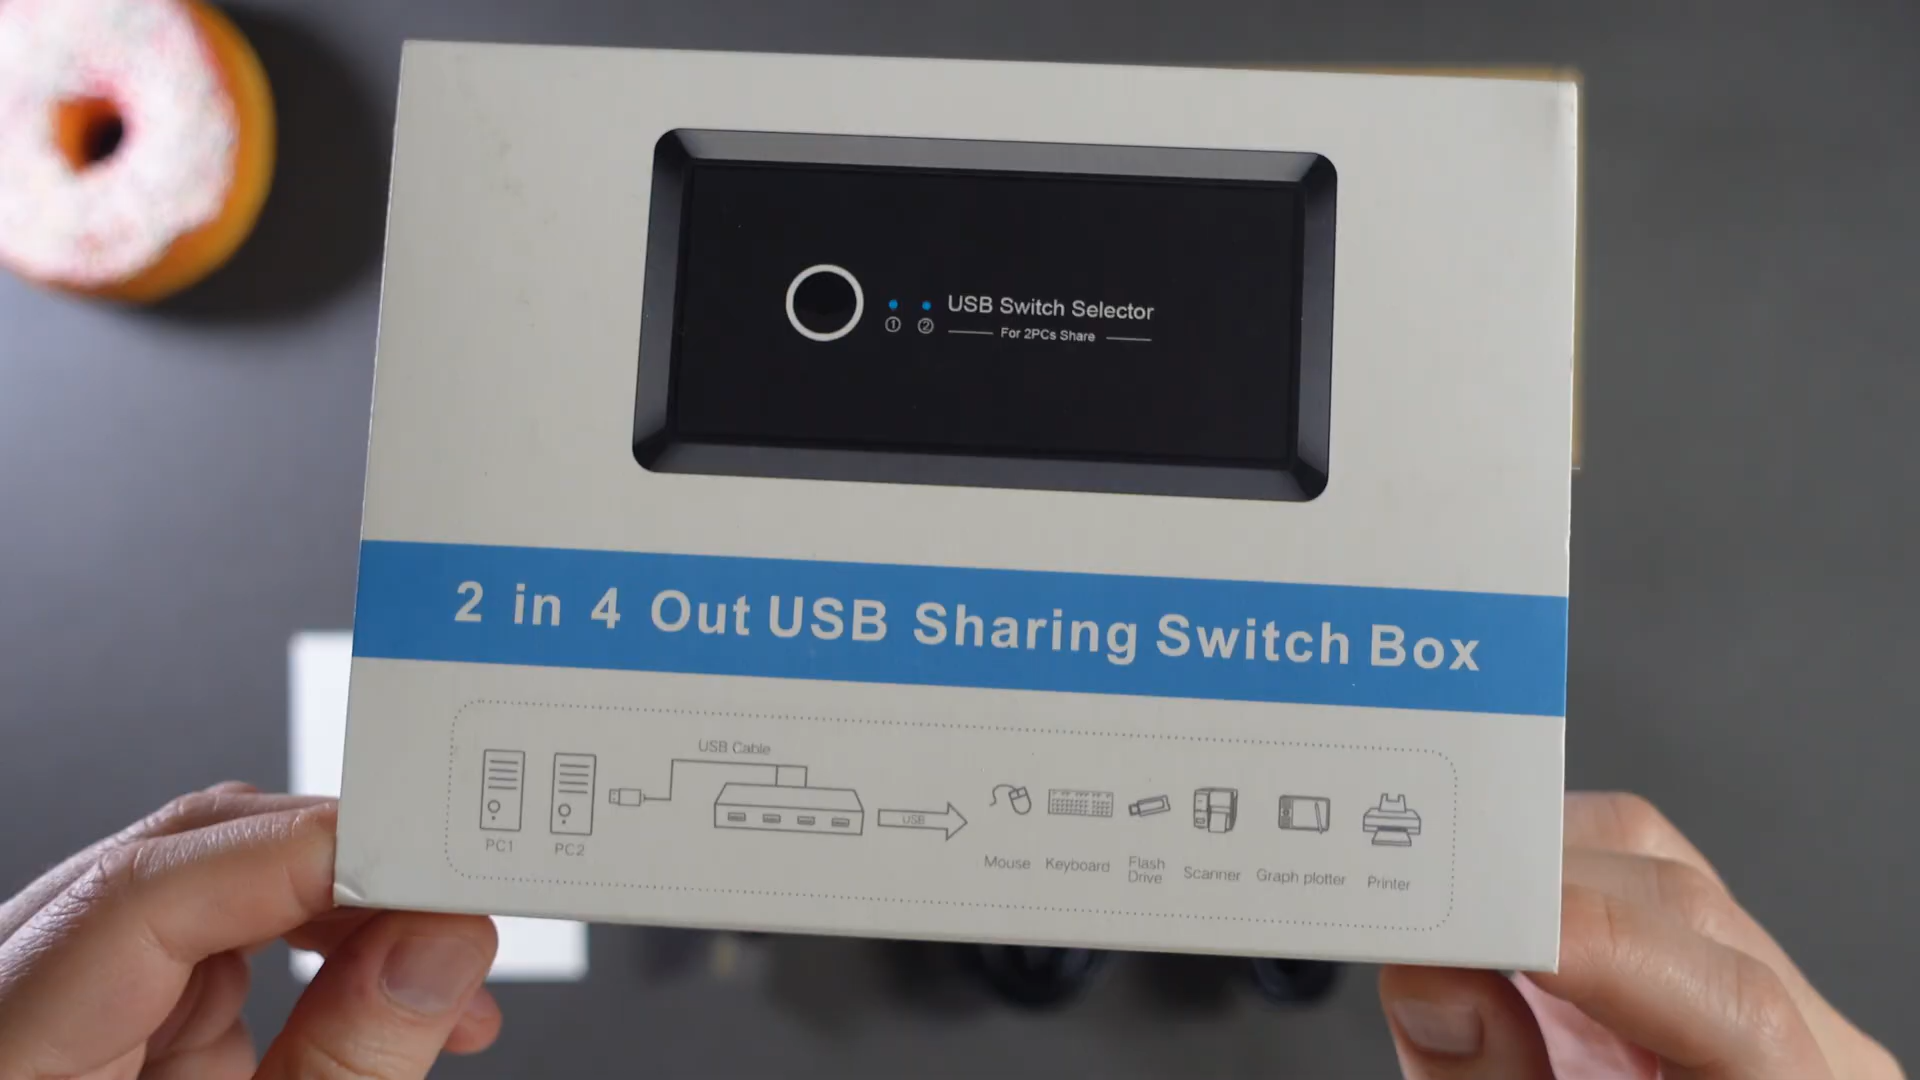 ① ② USB Switch Selector
For 2PCs Share
2 in 4 Out USB Sharing Switch Box
USB Cable
USB
PC1 PC2
Mouse Keyboard Flash Drive Scanner Graph plotter Printer